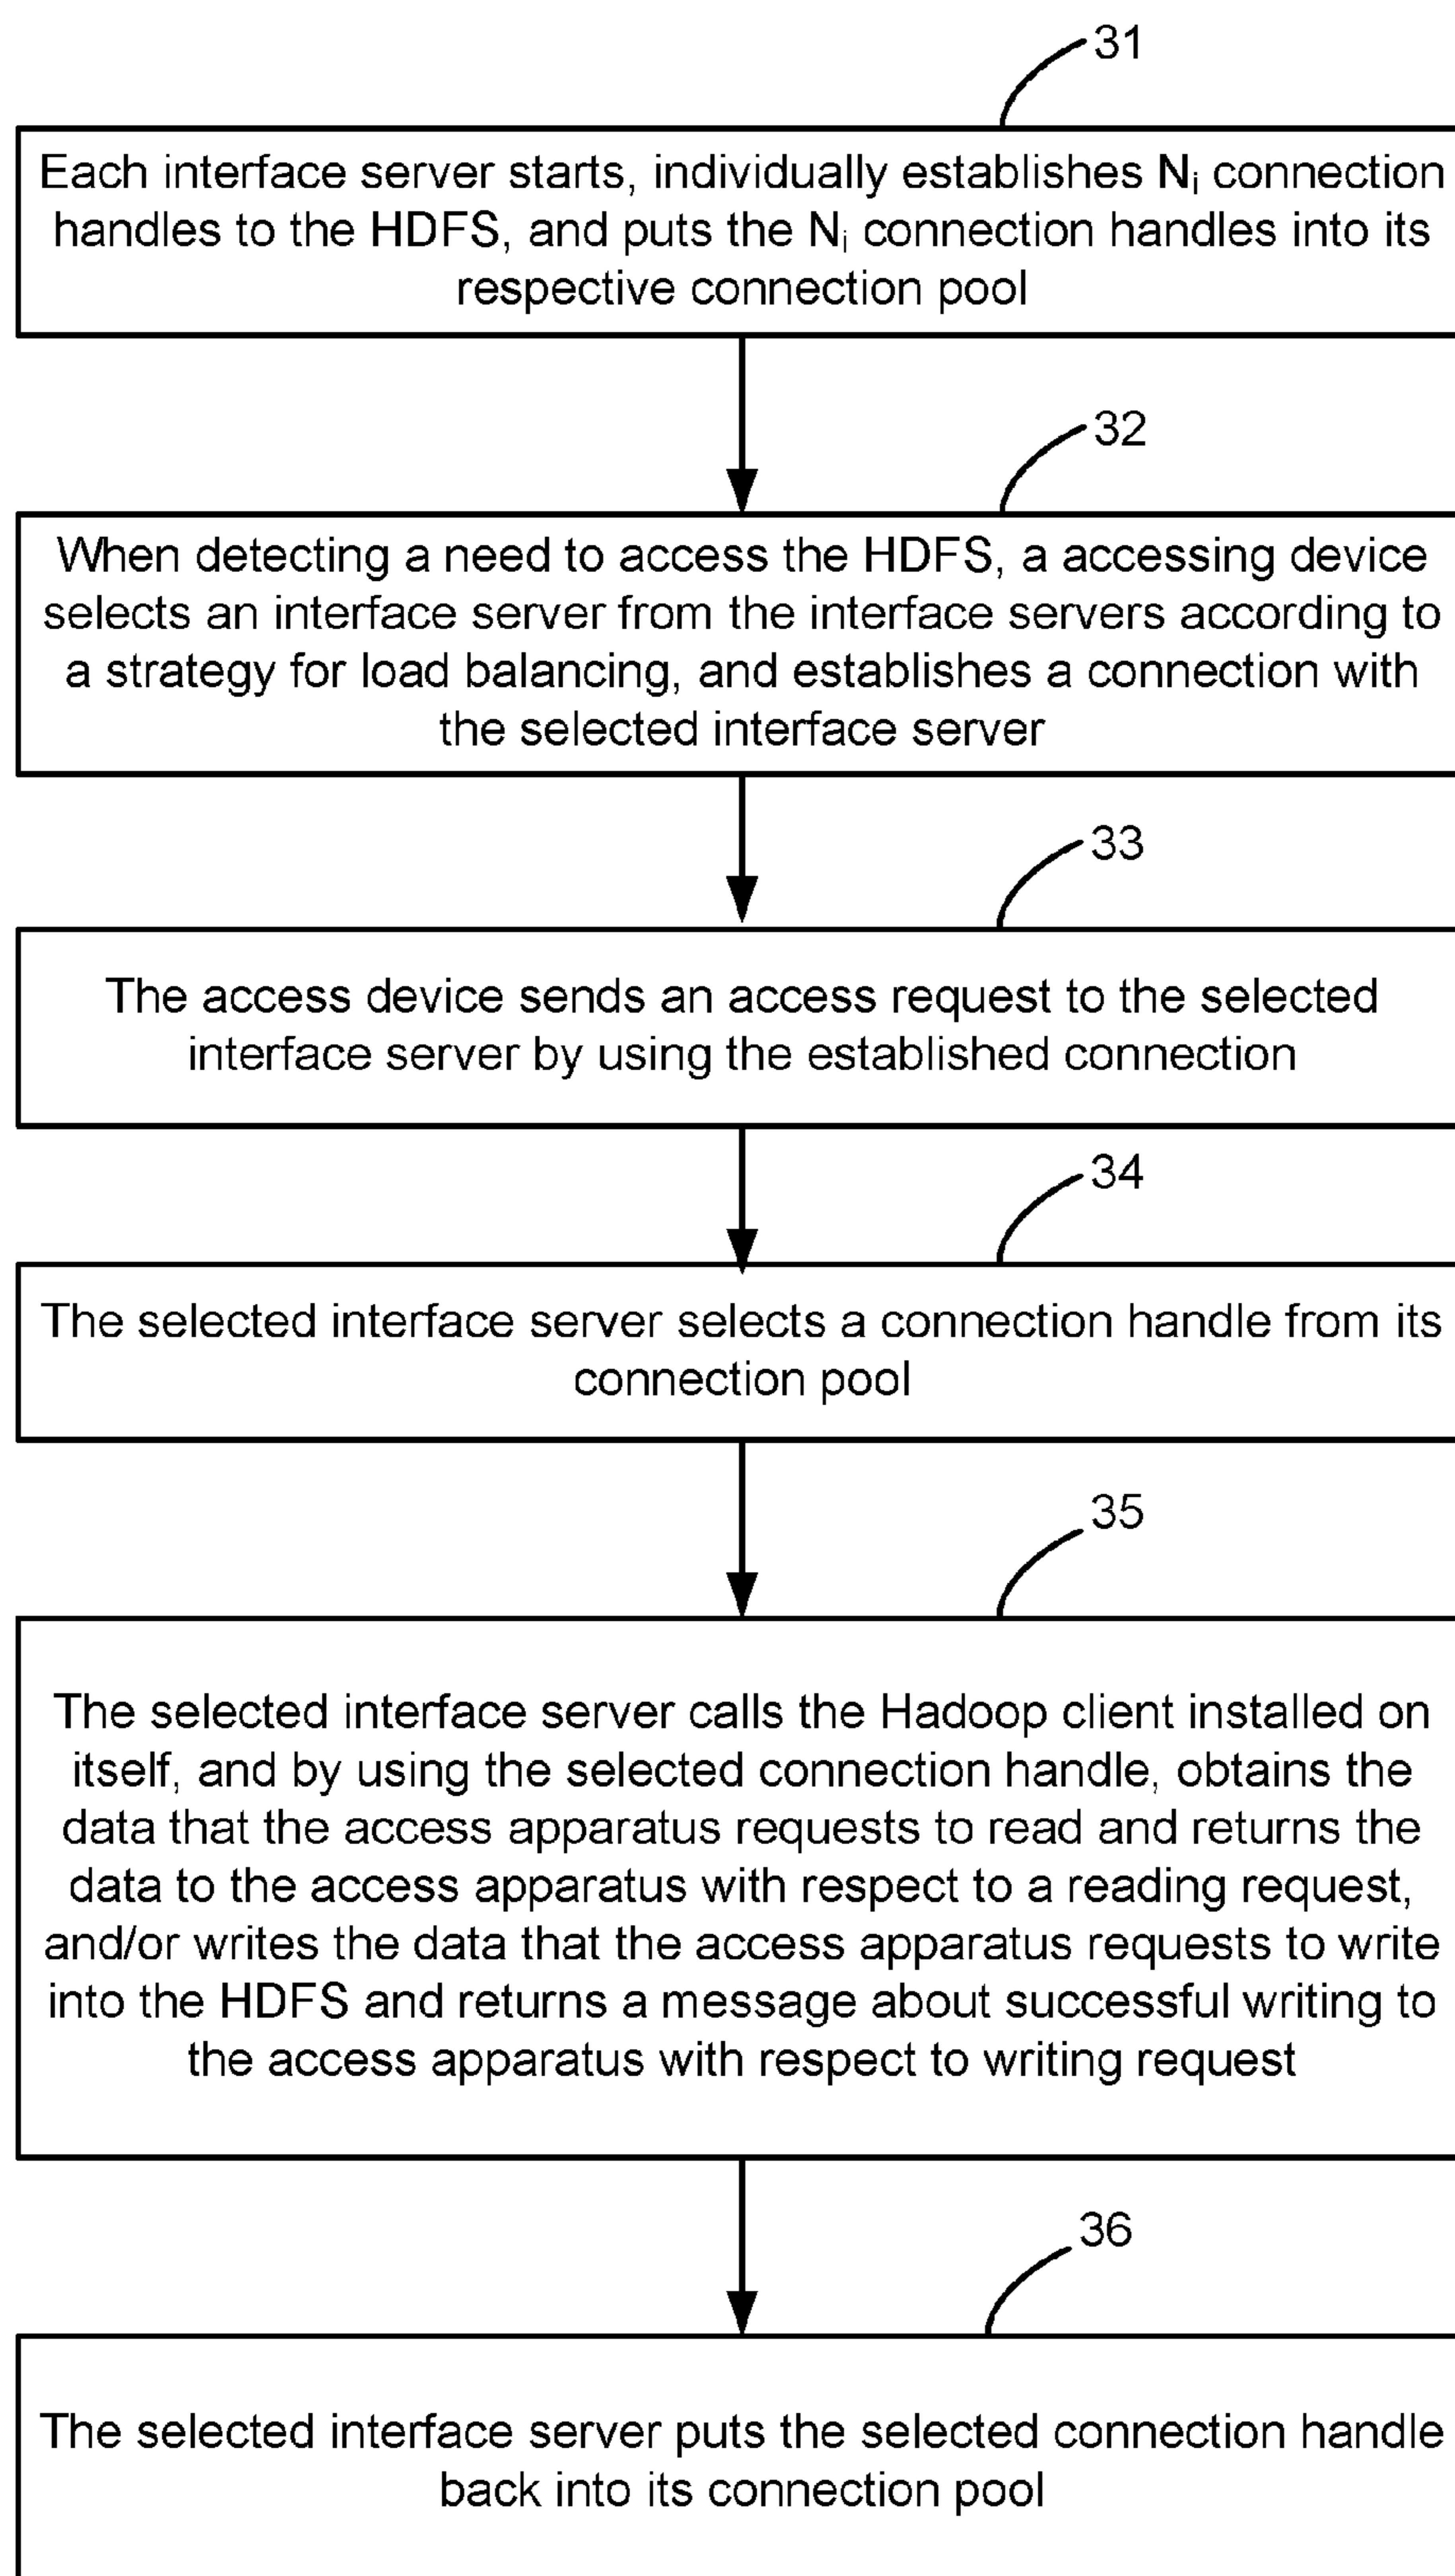 31
Each interface server starts, individually establishes Ni connection
handles to the HDFS, and puts the Ni connection handles into its
respective connection pool
32
When detecting a need to access the HDFS, a accessing device
selects an interface server from the interface servers according to
a strategy for load balancing, and establishes a connection with
the selected interface server
33
The access device sends an access request to the selected
interface server by using the established connection
34
The selected interface server selects a connection handle from its
connection pool
35
The selected interface server calls the Hadoop client installed on
itself, and by using the selected connection handle, obtains the
data that the access apparatus requests to read and returns the
data to the access apparatus with respect to a reading request,
and/or writes the data that the access apparatus requests to write
into the HDFS and returns a message about successful writing to
the access apparatus with respect to writing request
36
The selected interface server puts the selected connection handle
back into its connection pool